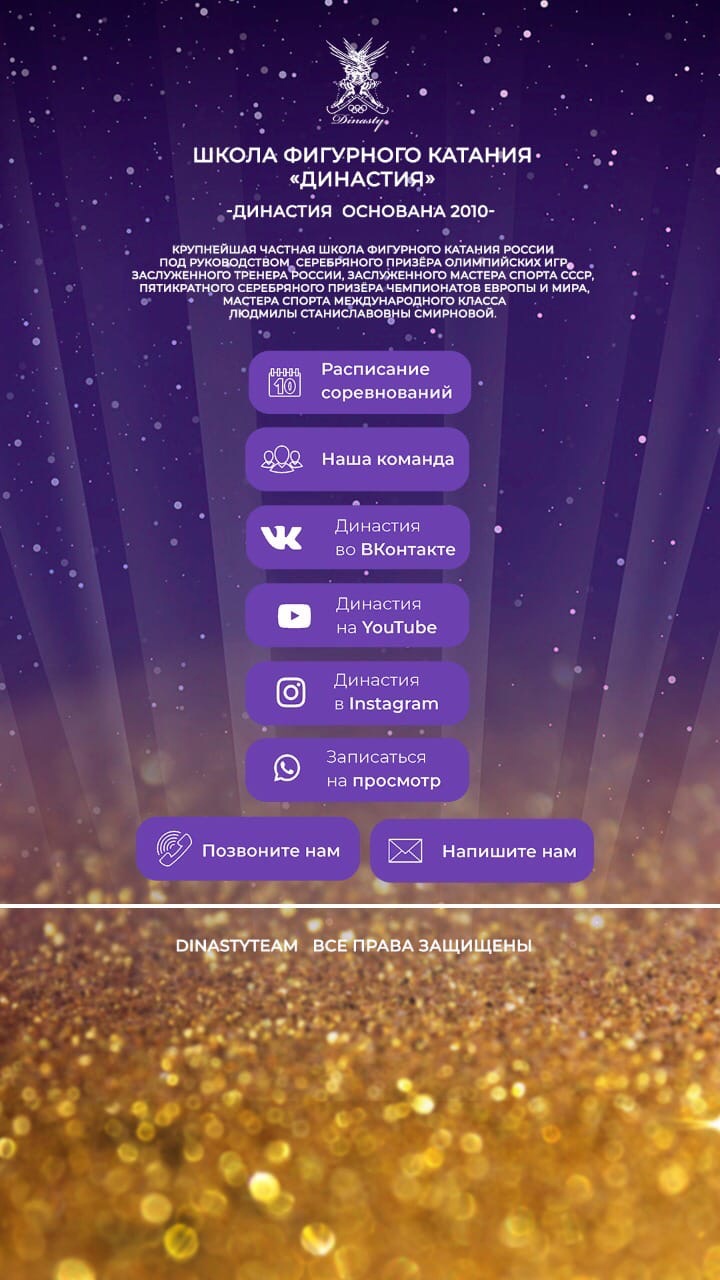 Dinasty
ШКОЛА ФИГУРНОГО КАТАНИЯ
«ДИНАСТИЯ»
-ДИНАСТИЯ ОСНОВАНА 2010-
КРУПНЕЙШАЯ ЧАСТНАЯ ШКОЛА ФИГУРНОГО КАТАНИЯ РОССИИ
ПОД РУКОВОДСТВОМ СЕРЕБРЯНОГО ПРИЗЁРА ОЛИМПИЙСКИХ ИГР,
ЗАСЛУЖЕННОГО ТРЕНЕРА РОССИИ, ЗАСЛУЖЕННОГО МАСТЕРА СПОРТА СССР,
ПЯТИКРАТНОГО СЕРЕБРЯНОГО ПРИЗЁРА ЧЕМПИОНАТОВ ЕВРОПЫ И МИРА,
МАСТЕРА СПОРТА МЕЖДУНАРОДНОГО КЛАССА
ЛЮДМИЛЫ СТАНИСЛАВОВНЫ СМИРНОВОЙ.
10
Расписание
соревнований
Наша команда
Династия
во ВКонтакте
Династия
на YouTube
Династия
в Instagram
Записаться
на просмотр
Позвоните нам
Напишите нам
DINASTYTEAM ВСЕ ПРАВА ЗАЩИЩЕНЫ